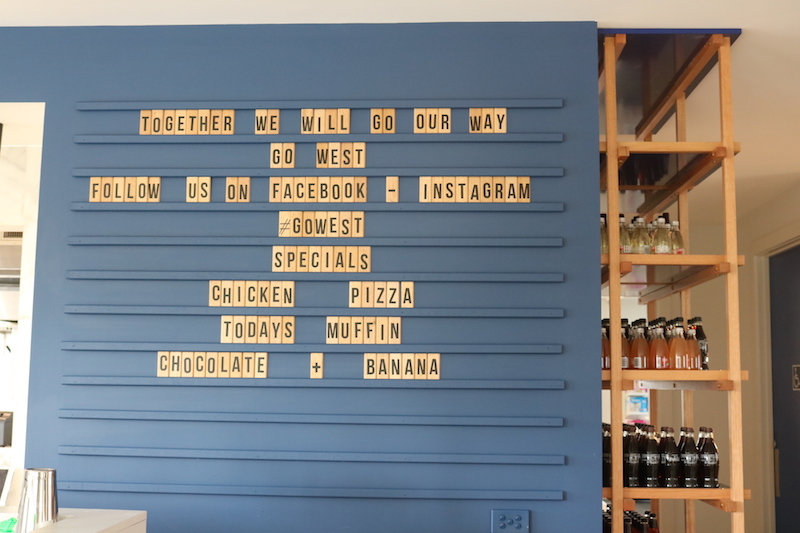 TOGETHER WE WILL GO OUR WAY
GO WEST
FOLLOW US ON FACEBOOK - INSTAGRAM
#GOWEST
SPECIALS
CHICKEN PIZZA
TODAYS MUFFIN
CHOCOLATE + BANANA